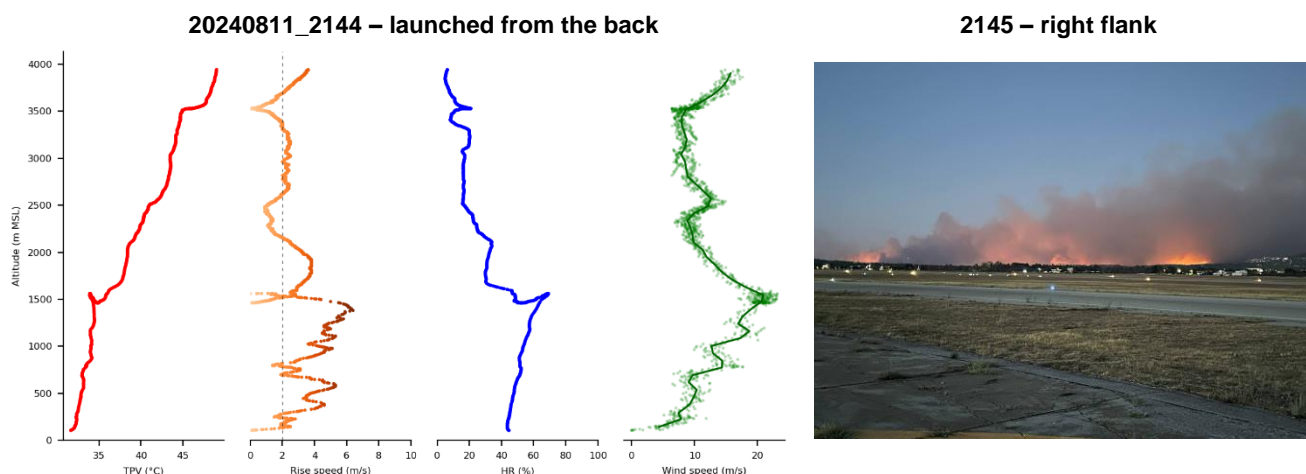 20240811_2144 – launched from the back
2145 – right flank
4000
3500
3000
2500
2000
1500
1000
500
0
Altitude (m MSL)
35 40 45
TPV (°C)
0 2 4 6 8 10
Rise speed (m/s)
0 20 40 60 80 100
HR (%)
0 10 20
Wind speed (m/s)